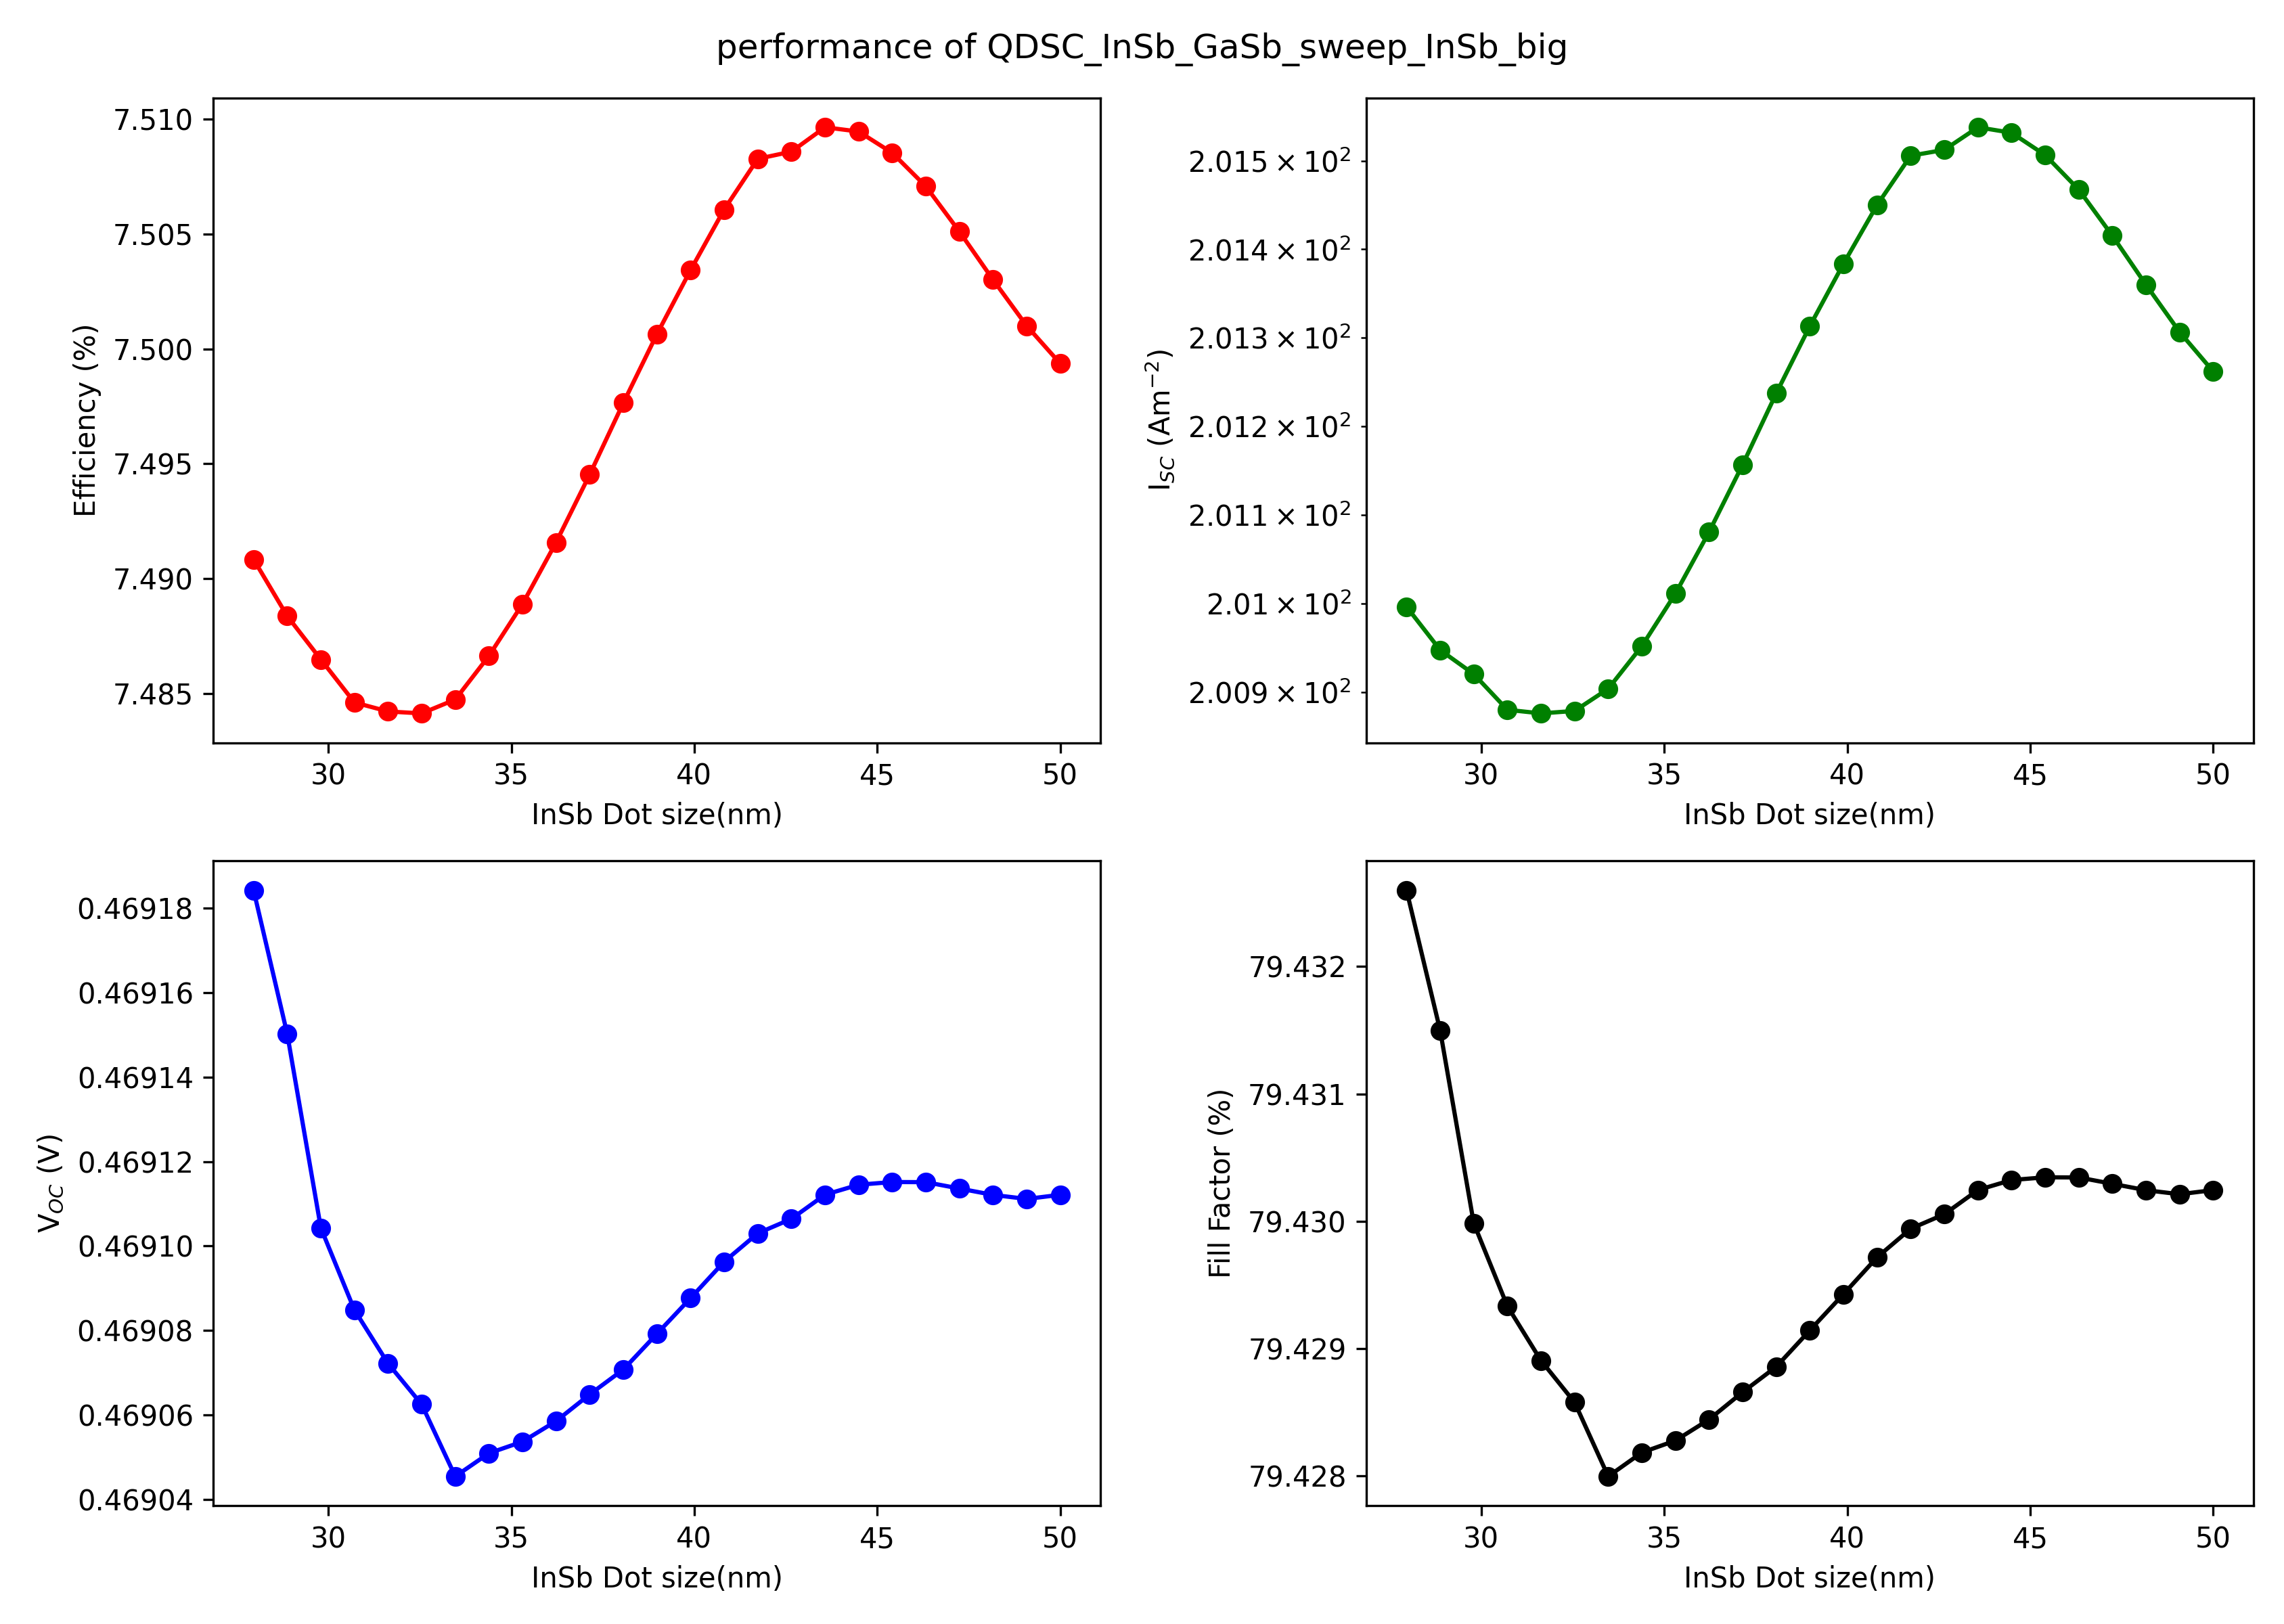 performance of QDSC_InSb_GaSb_sweep_InSb_big
Efficiency (%)
7.510
7.505
7.500
7.495
7.490
7.485
30 35 40 45 50
InSb Dot size(nm)
I_SC (Am⁻²)
2.015 × 10²
2.014 × 10²
2.013 × 10²
2.012 × 10²
2.011 × 10²
2.01 × 10²
2.009 × 10²
30 35 40 45 50
InSb Dot size(nm)
V_OC (V)
0.46918
0.46916
0.46914
0.46912
0.46910
0.46908
0.46906
0.46904
30 35 40 45 50
InSb Dot size(nm)
Fill Factor (%)
79.432
79.431
79.430
79.429
79.428
30 35 40 45 50
InSb Dot size(nm)